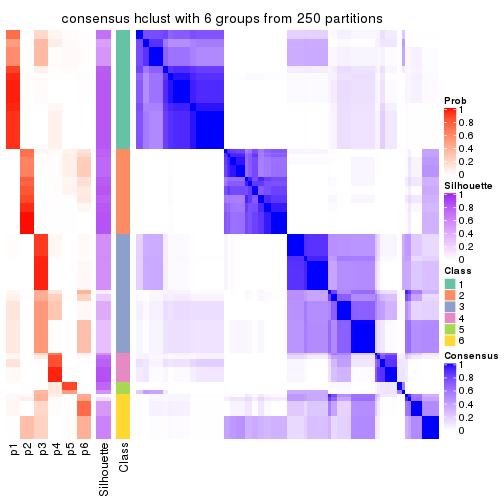 consensus hclust with 6 groups from 250 partitions
Prob
1
0.8
0.6
0.4
0.2
0
Silhouette
1
0.8
0.6
0.4
0.2
0
Class
1
2
3
4
5
6
Consensus
1
0.8
0.6
0.4
0.2
0
p1
p2
p3
p4
p5
p6
Silhouette
Class